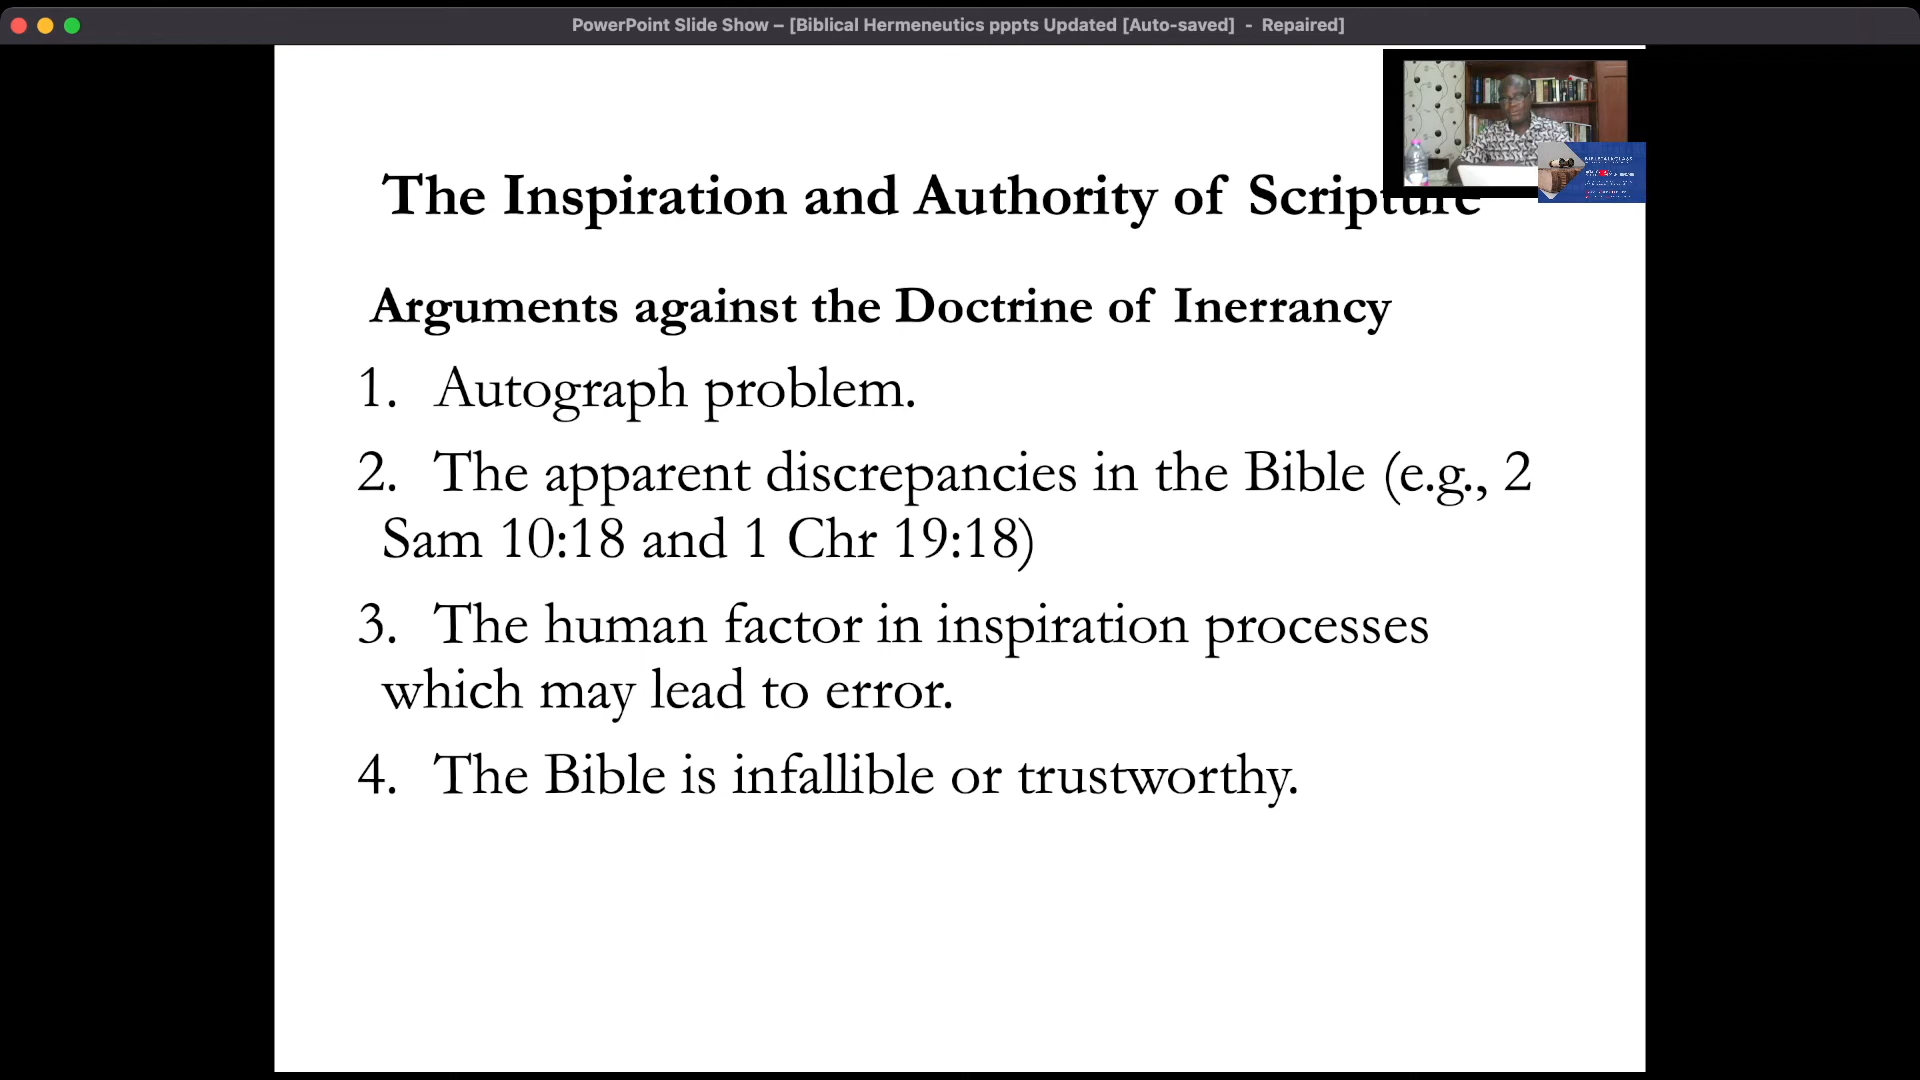 PowerPoint Slide Show – [Biblical Hermeneutics pppts Updated [Auto-saved]  -  Repaired]
The Inspiration and Authority of Scripture
Arguments against the Doctrine of Inerrancy
1. Autograph problem.
2. The apparent discrepancies in the Bible (e.g., 2
Sam 10:18 and 1 Chr 19:18)
3. The human factor in inspiration processes
which may lead to error.
4. The Bible is infallible or trustworthy.